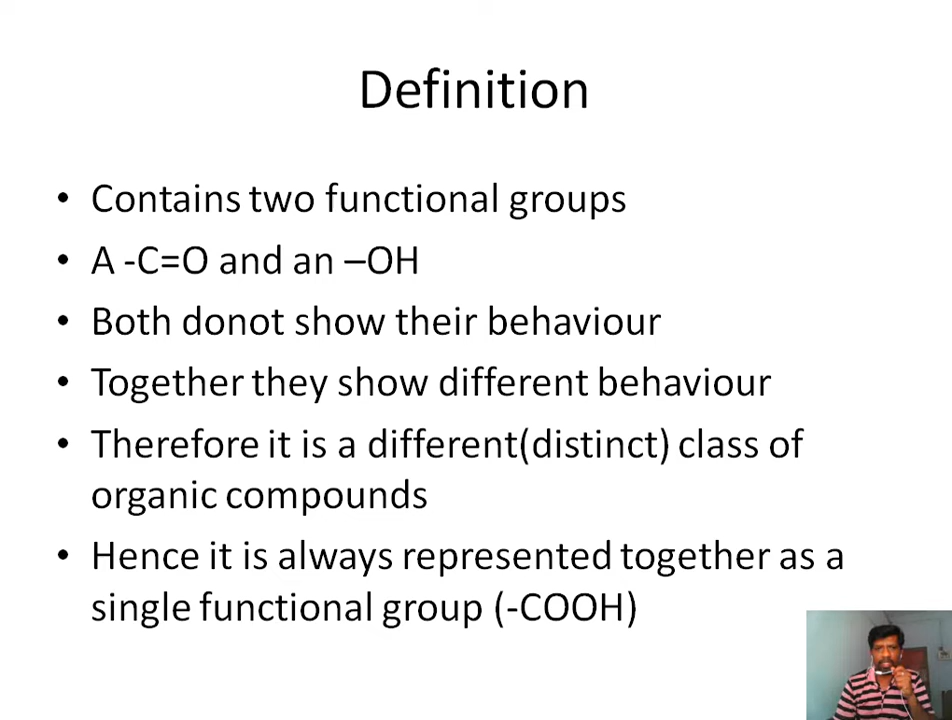 Definition
• Contains two functional groups
• A -C=O and an –OH
• Both donot show their behaviour
• Together they show different behaviour
• Therefore it is a different(distinct) class of
organic compounds
• Hence it is always represented together as a
single functional group (-COOH)